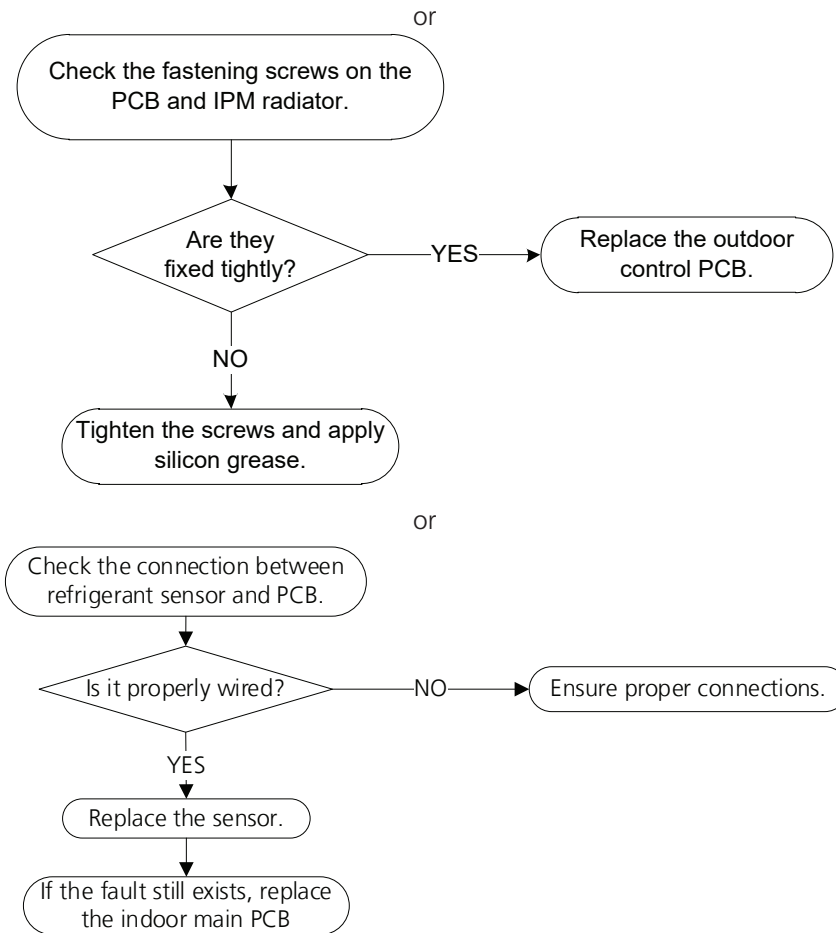 or
Check the fastening screws on the
PCB and IPM radiator.
Are they
fixed tightly?
YES
Replace the outdoor
control PCB.
NO
Tighten the screws and apply
silicon grease.
or
Check the connection between
refrigerant sensor and PCB.
Is it properly wired?
NO
Ensure proper connections.
YES
Replace the sensor.
If the fault still exists, replace
the indoor main PCB